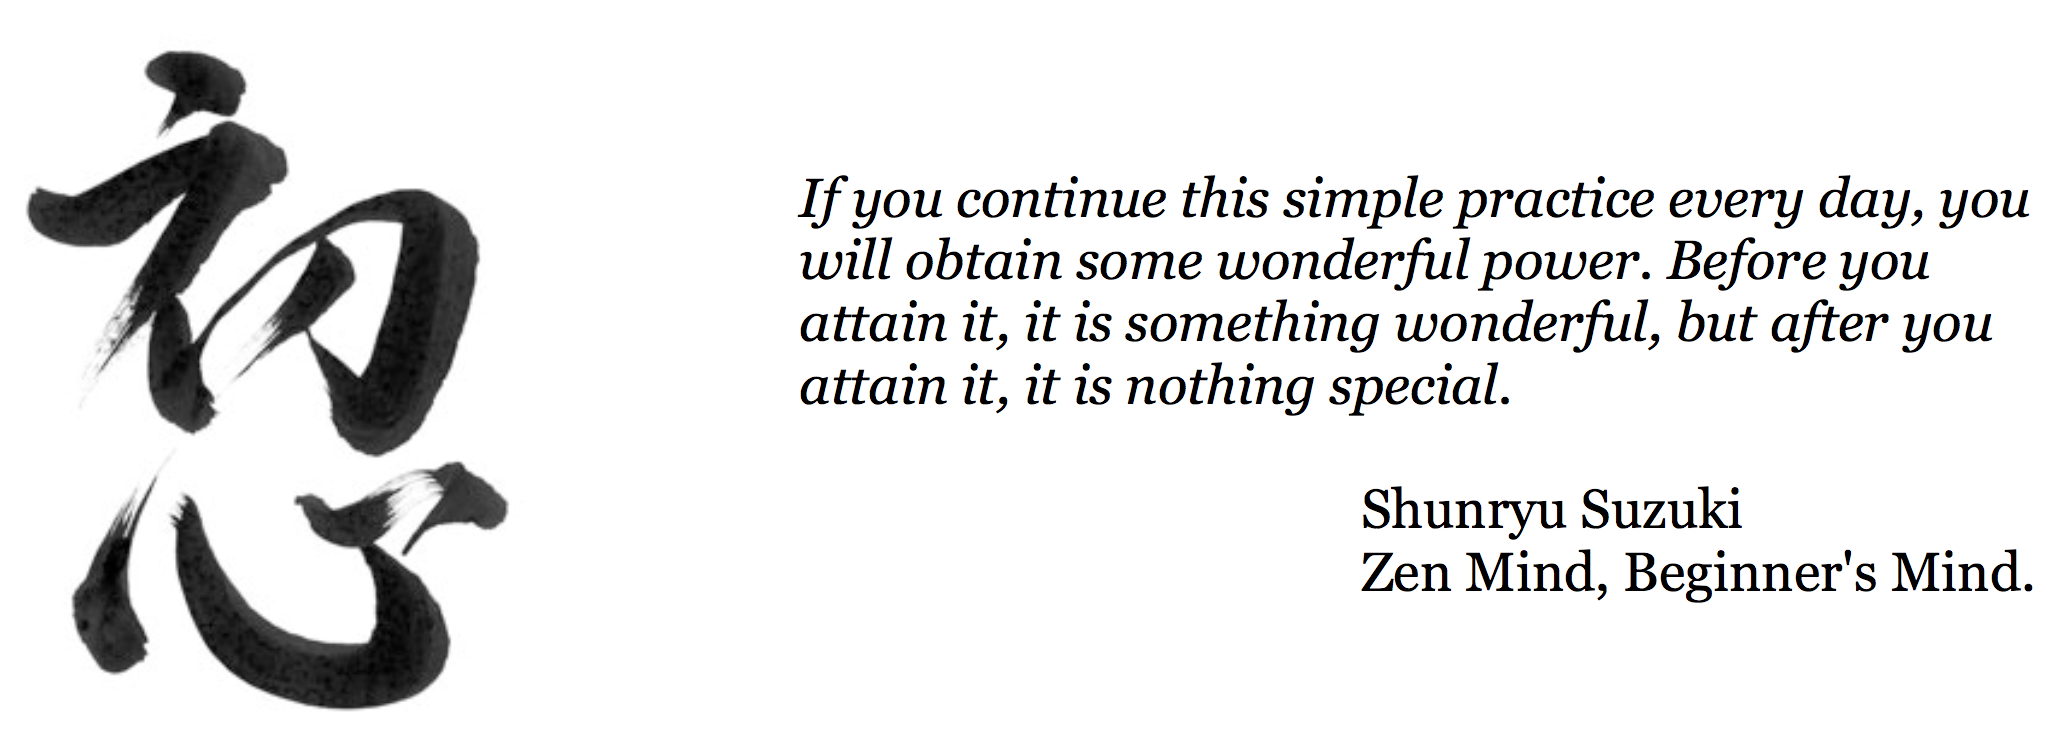 初心
If you continue this simple practice every day, you
will obtain some wonderful power. Before you
attain it, it is something wonderful, but after you
attain it, it is nothing special.
Shunryu Suzuki
Zen Mind, Beginner's Mind.